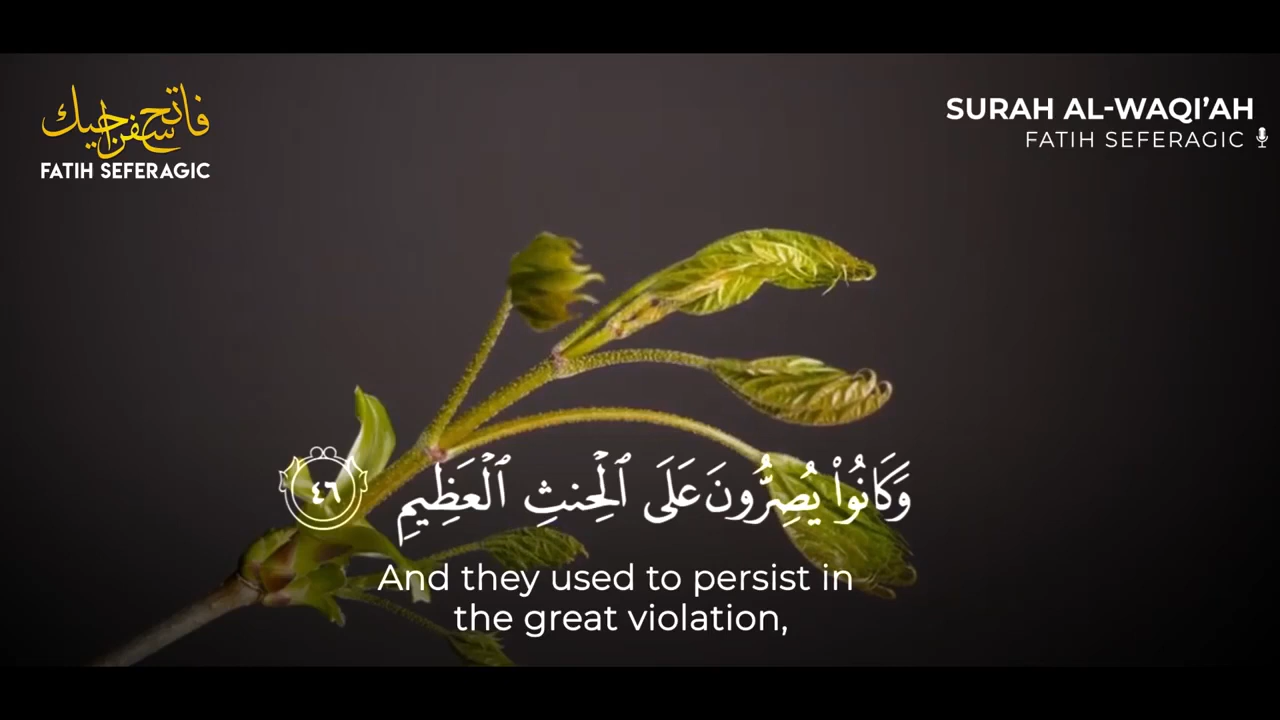 فاتح سفراجيك
FATIH SEFERAGIC
SURAH AL-WAQI'AH
FATIH SEFERAGIC
وَكَانُوا۟ يُصِرُّونَ عَلَى ٱلْحِنثِ ٱلْعَظِيمِ ٤٦
And they used to persist in
the great violation,